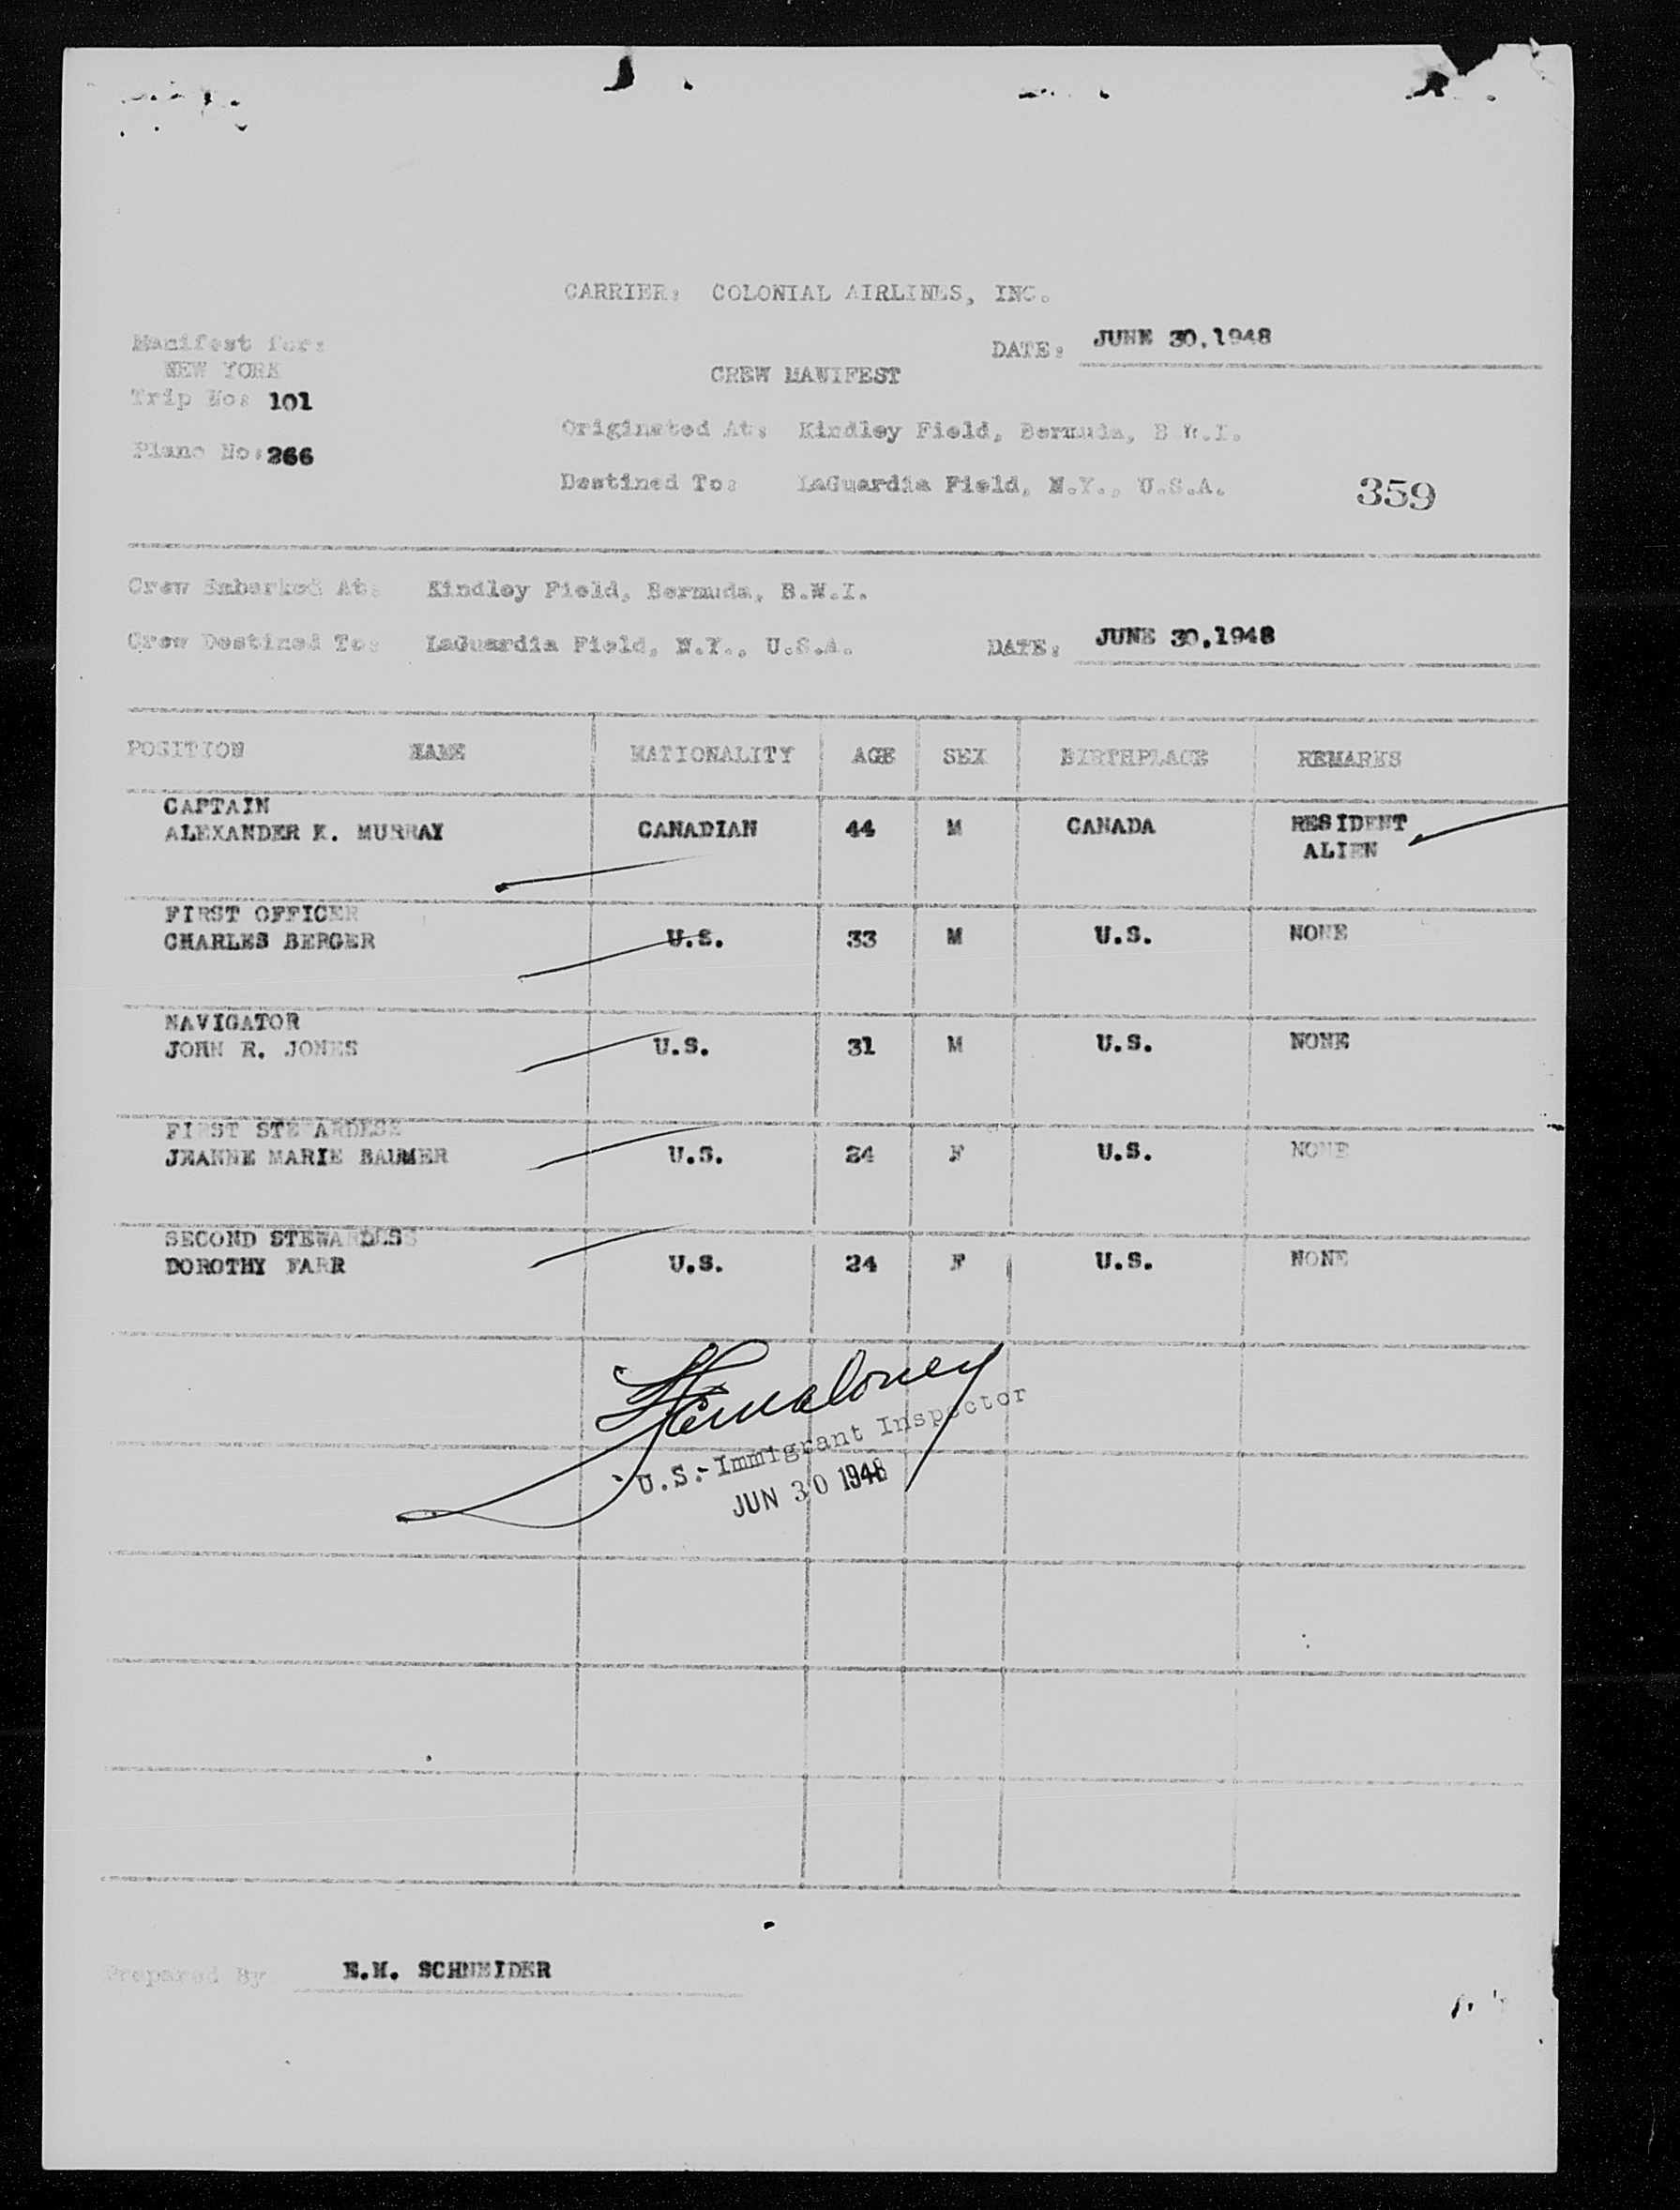 CARRIER: COLONIAL AIRLINES, INC.
Manifest for:
NEW YORK
DATE: JUNE 30, 1948
CREW MANIFEST
Trip No: 101
Originated At: Kindley Field, Bermuda, B.W.I.
Plane No: 266
Destined To: LaGuardia Field, N.Y., U.S.A.
359
Crew Embarked At: Kindley Field, Bermuda, B.W.I.
Crew Destined To: LaGuardia Field, N.Y., U.S.A. DATE: JUNE 30, 1948
POSITION NAME NATIONALITY AGE SEX BIRTHPLACE REMARKS
CAPTAIN
ALEXANDER K. MURRAY CANADIAN 44 M CANADA RESIDENT
ALIEN
FIRST OFFICER
CHARLES BERGER U.S. 33 M U.S. NONE
NAVIGATOR
JOHN R. JONES U.S. 31 M U.S. NONE
FIRST STEWARDESS
JEANNE MARIE BAUMER U.S. 24 F U.S. NONE
SECOND STEWARDESS
DOROTHY FARR U.S. 24 F U.S. NONE
U.S. Immigrant Inspector
JUN 30 1948
Prepared By E.M. SCHNEIDER